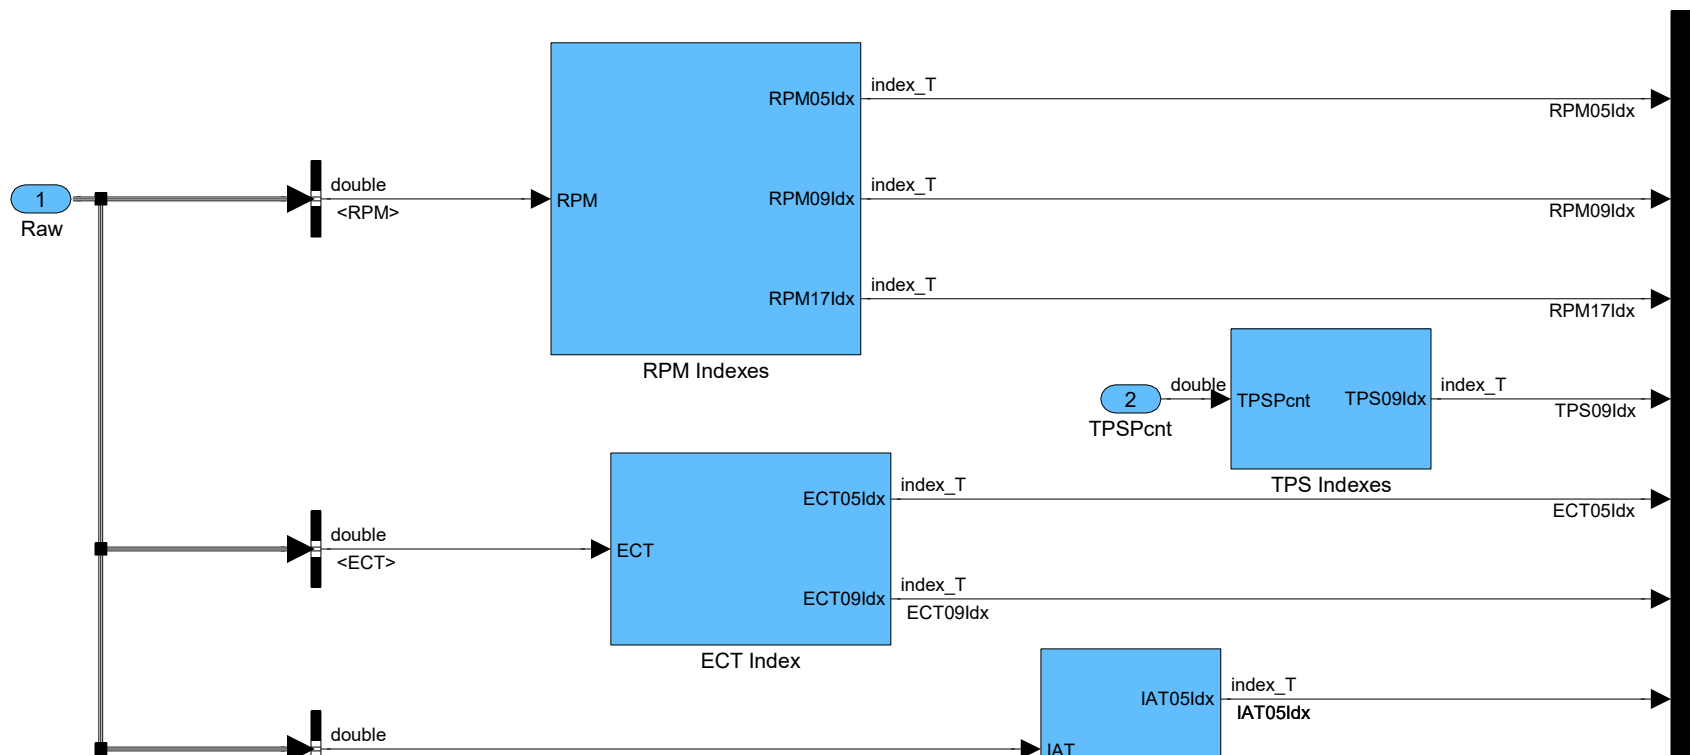 index_T
RPM05Idx
RPM05Idx
double
index_T
1
RPM
RPM09Idx
<RPM>
RPM09Idx
Raw
index_T
RPM17Idx
RPM17Idx
RPM Indexes
double
index_T
2
TPSPcnt
TPS09Idx
TPS09Idx
TPSPcnt
TPS Indexes
index_T
ECT05Idx
ECT05Idx
double
ECT
<ECT>
index_T
ECT09Idx
ECT09Idx
ECT Index
index_T
IAT05Idx
IAT05Idx
double
IAT